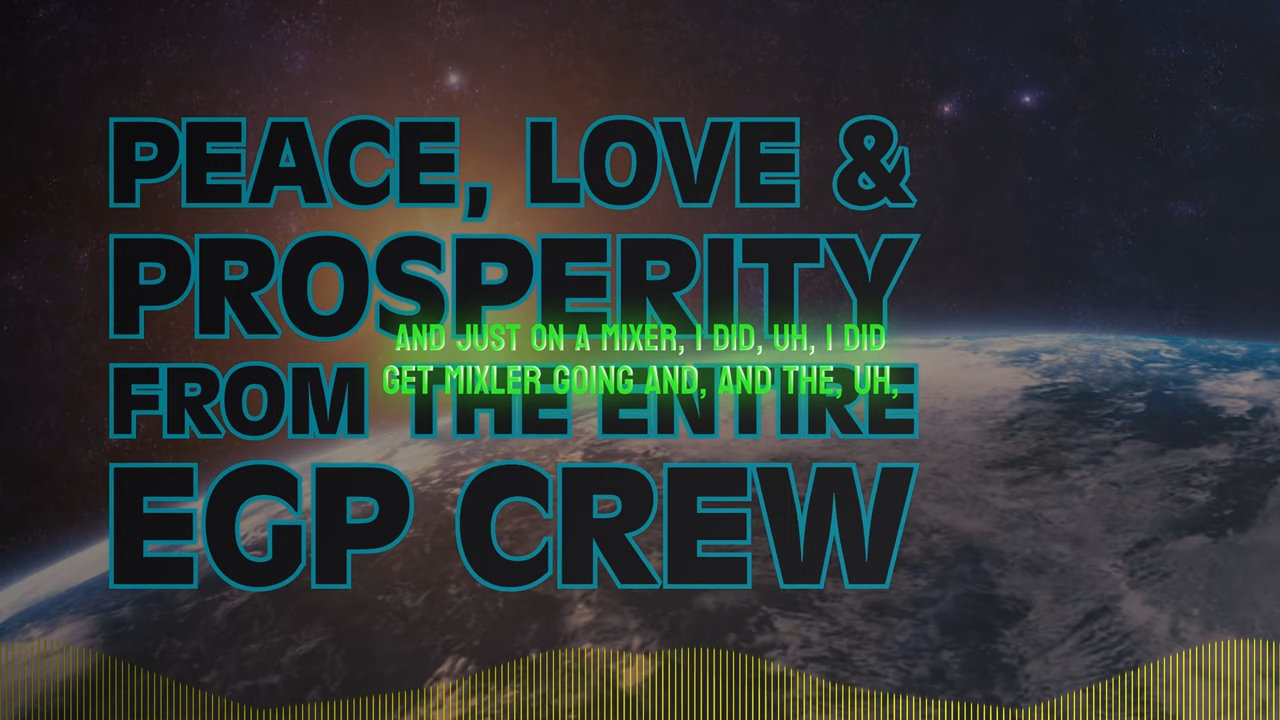 PEACE, LOVE &
PROSPERITY
AND JUST ON A MIXER, I DID, UH, I DID
GET MIXLER GOING AND, AND THE, UH,
FROM THE ENTIRE
EGP CREW